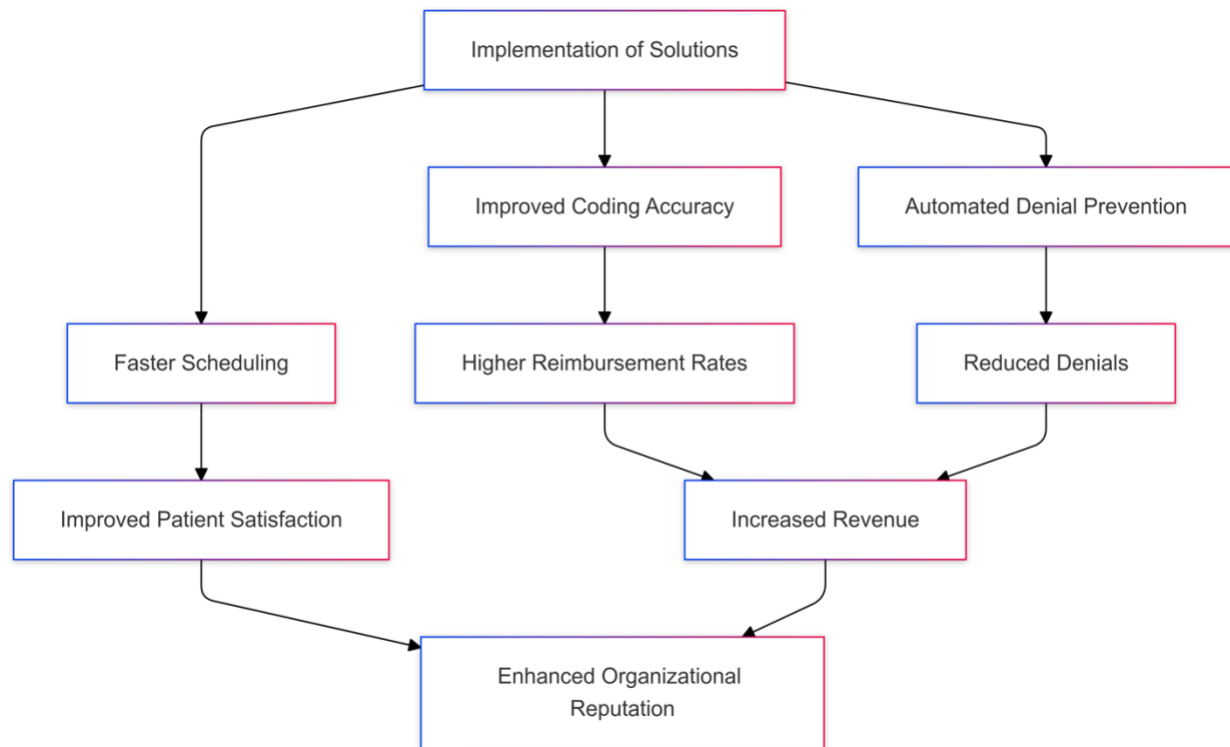 Implementation of Solutions
Improved Coding Accuracy
Automated Denial Prevention
Faster Scheduling
Higher Reimbursement Rates
Reduced Denials
Improved Patient Satisfaction
Increased Revenue
Enhanced Organizational
Reputation